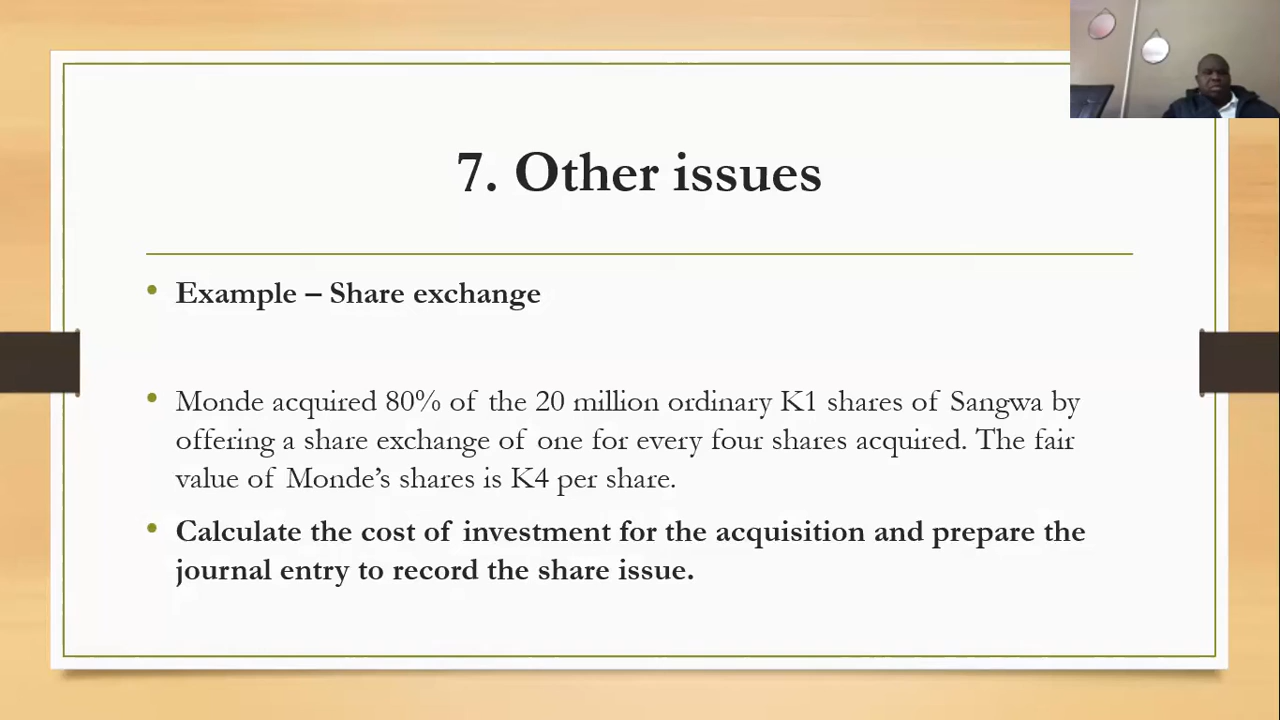 7. Other issues
Example – Share exchange
Monde acquired 80% of the 20 million ordinary K1 shares of Sangwa by
offering a share exchange of one for every four shares acquired. The fair
value of Monde’s shares is K4 per share.
Calculate the cost of investment for the acquisition and prepare the
journal entry to record the share issue.